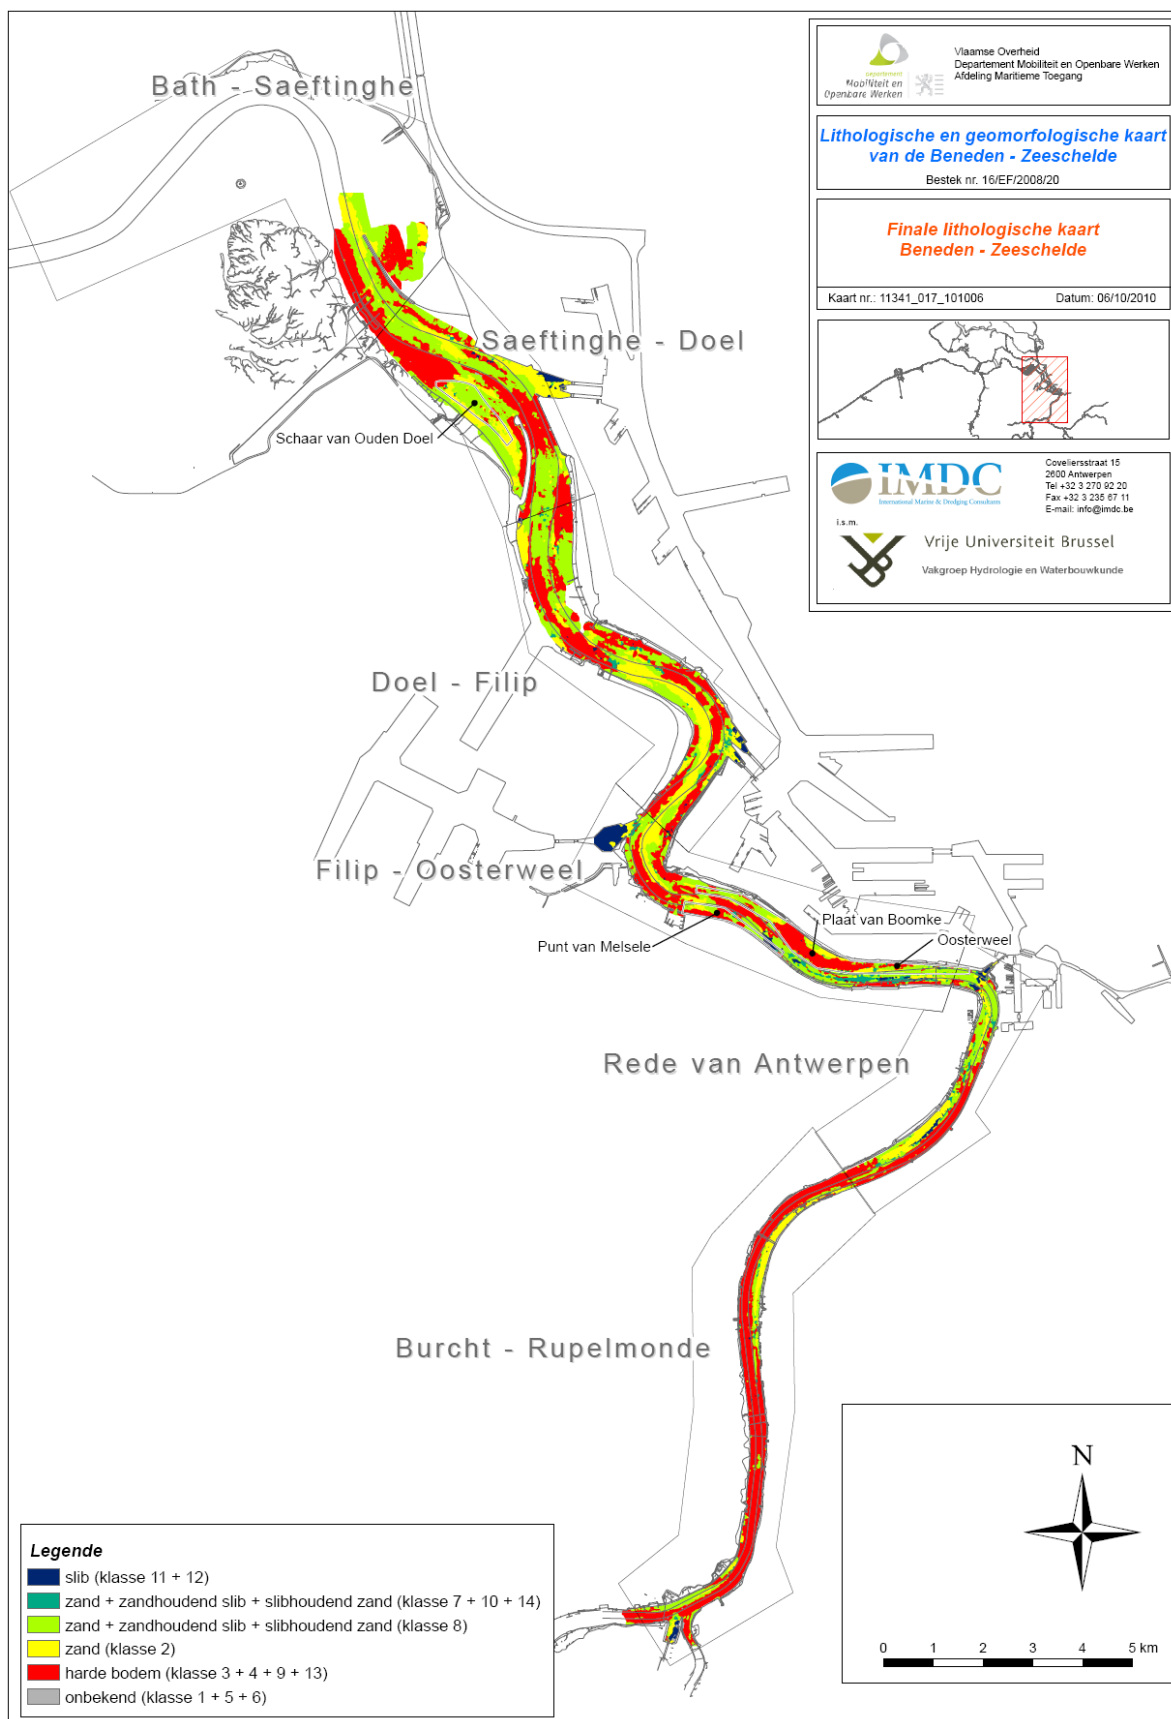 Bath - Saeftinghe
Saeftinghe - Doel
Schaar van Ouden Doel
Doel - Filip
Filip - Oosterweel
Punt van Melsele
Plaat van Boomke
Oosterweel
Rede van Antwerpen
Burcht - Rupelmonde
departement
Mobiliteit en
Openbare Werken
Vlaamse Overheid
Departement Mobiliteit en Openbare Werken
Afdeling Maritieme Toegang
Lithologische en geomorfologische kaart
van de Beneden - Zeeschelde
Bestek nr. 16/EF/2008/20
Finale lithologische kaart
Beneden - Zeeschelde
Kaart nr.: 11341_017_101006 Datum: 06/10/2010
IMDC
International Marine & Dredging Consultants
Coveliersstraat 15
2600 Antwerpen
Tel +32 3 270 92 20
Fax +32 3 235 67 11
E-mail: info@imdc.be
i.s.m.
Vrije Universiteit Brussel
Vakgroep Hydrologie en Waterbouwkunde
N
0 1 2 3 4 5 km
Legende
slib (klasse 11 + 12)
zand + zandhoudend slib + slibhoudend zand (klasse 7 + 10 + 14)
zand + zandhoudend slib + slibhoudend zand (klasse 8)
zand (klasse 2)
harde bodem (klasse 3 + 4 + 9 + 13)
onbekend (klasse 1 + 5 + 6)